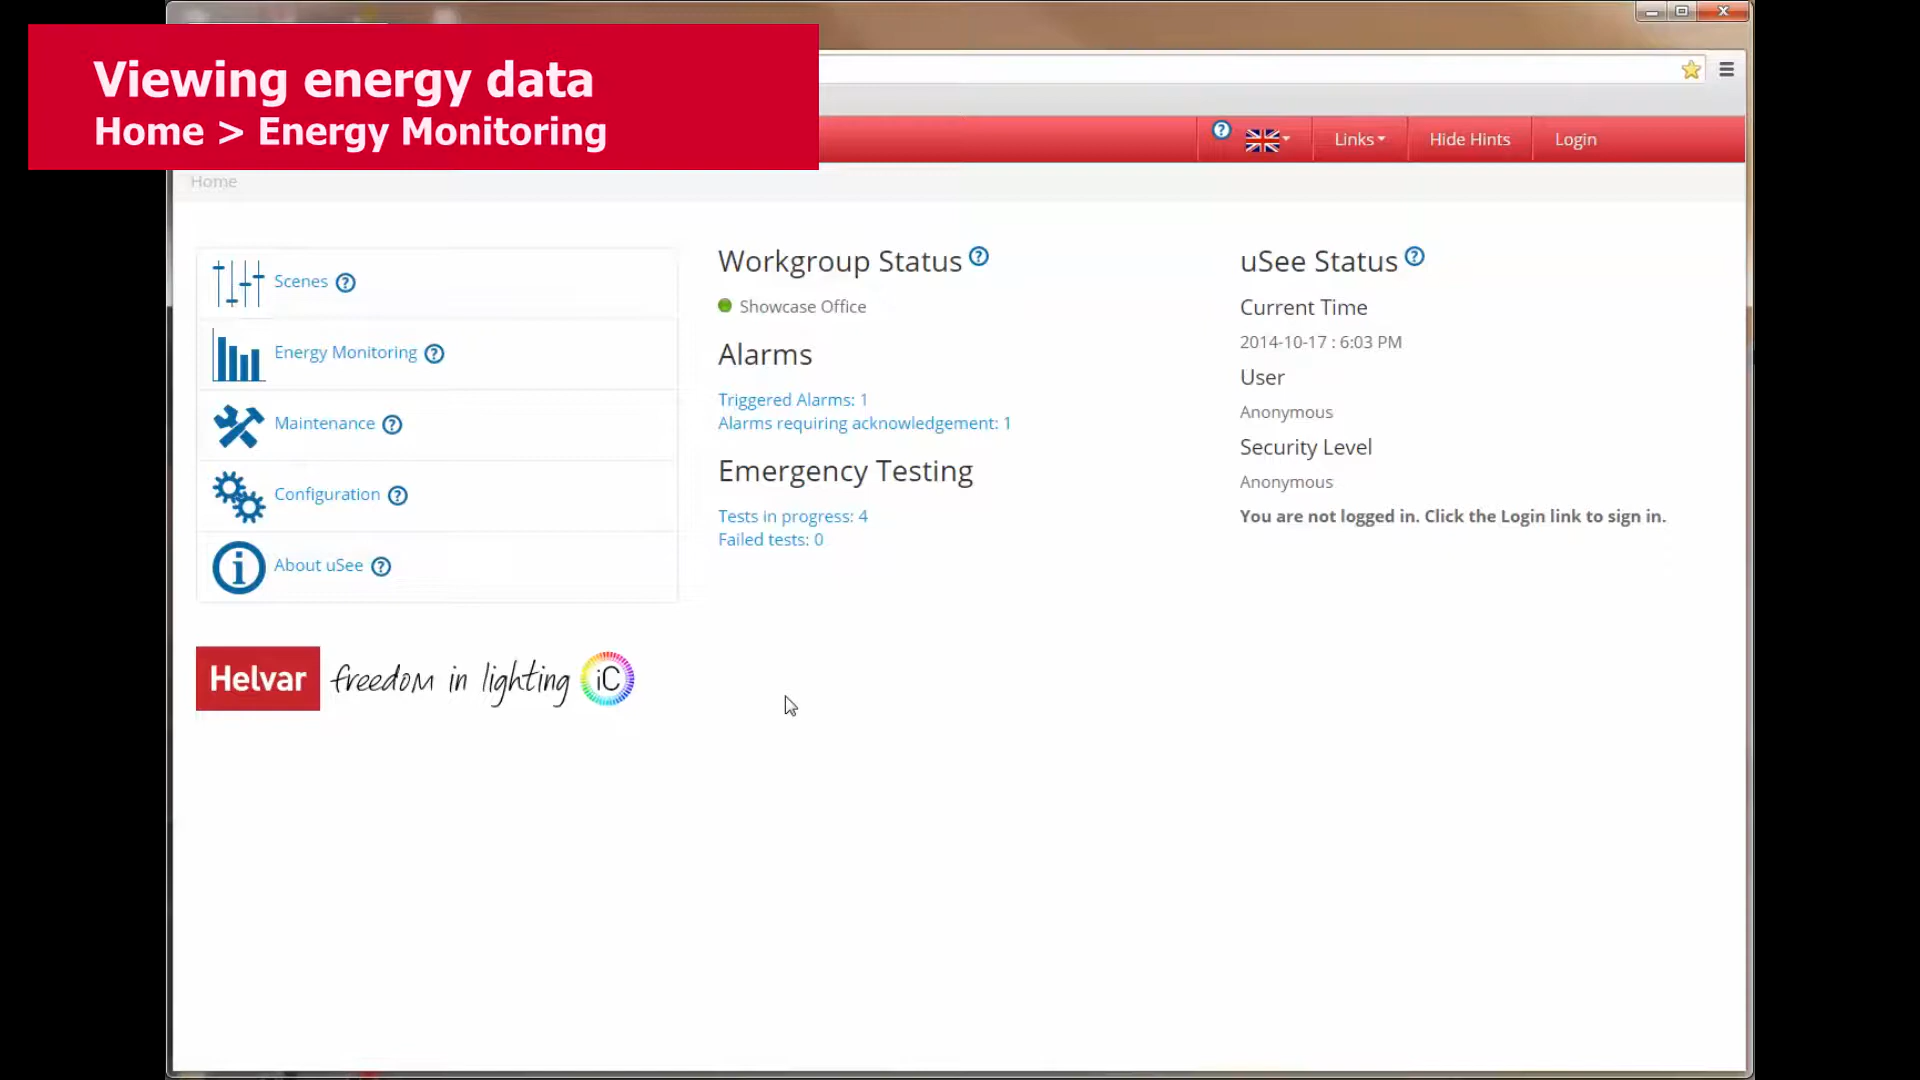 Viewing energy data
Home > Energy Monitoring
Links
Hide Hints
Login
Home
Scenes
Energy Monitoring
Maintenance
Configuration
About uSee
Helvar freedom in lighting iC
Workgroup Status
Showcase Office
Alarms
Triggered Alarms: 1
Alarms requiring acknowledgement: 1
Emergency Testing
Tests in progress: 4
Failed tests: 0
uSee Status
Current Time
2014-10-17 : 6:03 PM
User
Anonymous
Security Level
Anonymous
You are not logged in. Click the Login link to sign in.